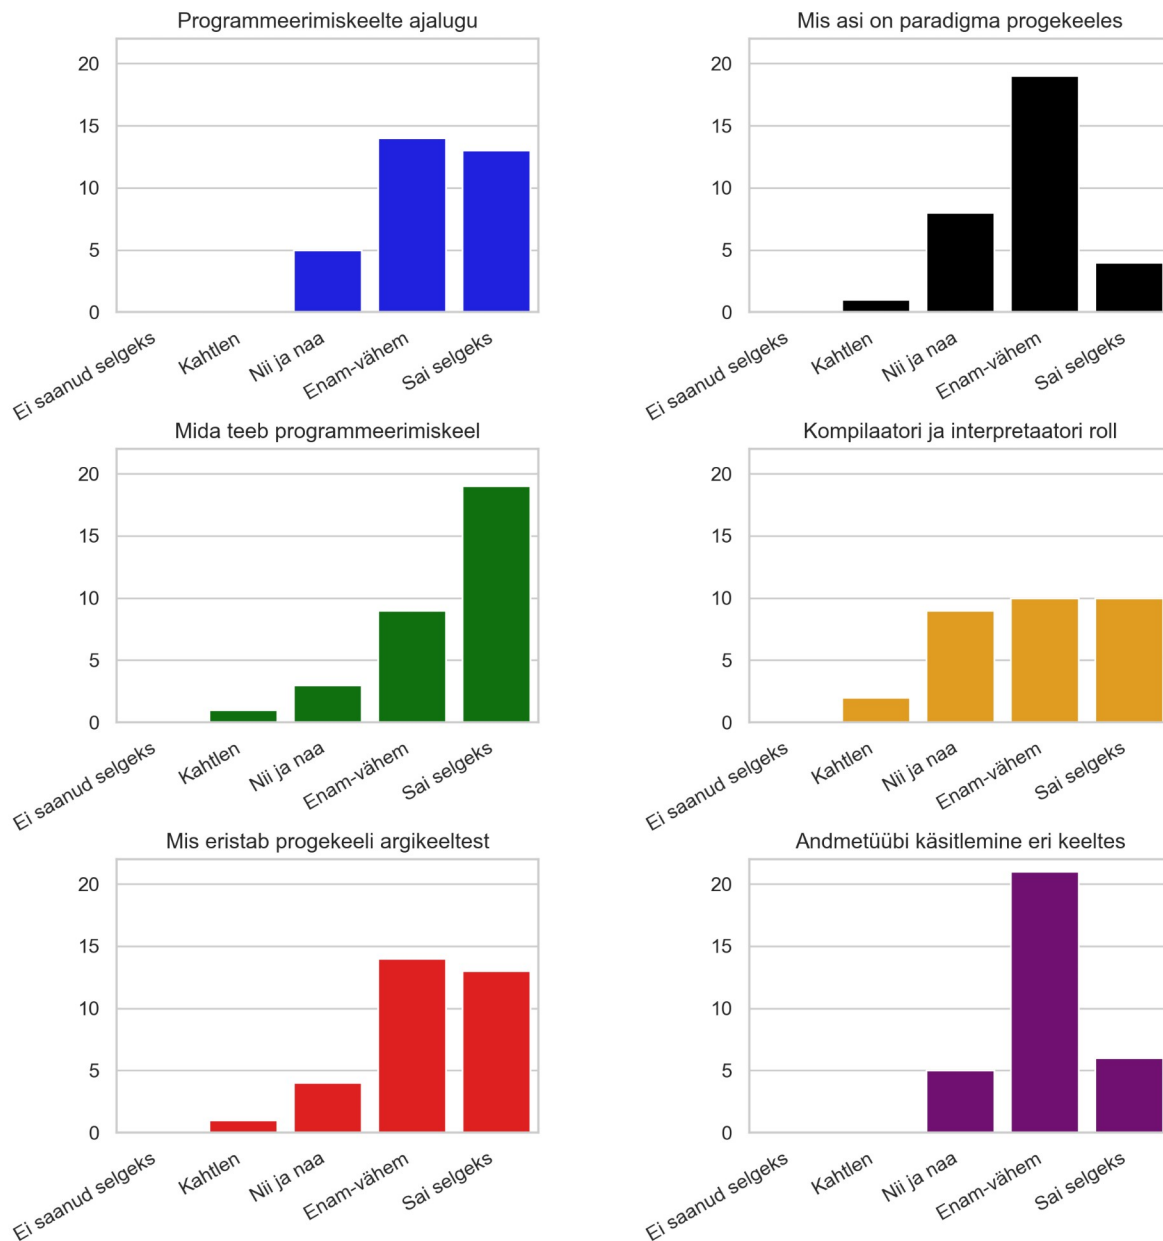 Programmeerimiskeelte ajalugu
20
15
10
5
0
Ei saanud selgeks
Kahtlen
Nii ja naa
Enam-vähem
Sai selgeks
Mis asi on paradigma progekeeles
20
15
10
5
0
Ei saanud selgeks
Kahtlen
Nii ja naa
Enam-vähem
Sai selgeks
Mida teeb programmeerimiskeel
20
15
10
5
0
Ei saanud selgeks
Kahtlen
Nii ja naa
Enam-vähem
Sai selgeks
Kompilaatori ja interpretaatori roll
20
15
10
5
0
Ei saanud selgeks
Kahtlen
Nii ja naa
Enam-vähem
Sai selgeks
Mis eristab progekeeli argikeeltest
20
15
10
5
0
Ei saanud selgeks
Kahtlen
Nii ja naa
Enam-vähem
Sai selgeks
Andmetüübi käsitlemine eri keeltes
20
15
10
5
0
Ei saanud selgeks
Kahtlen
Nii ja naa
Enam-vähem
Sai selgeks